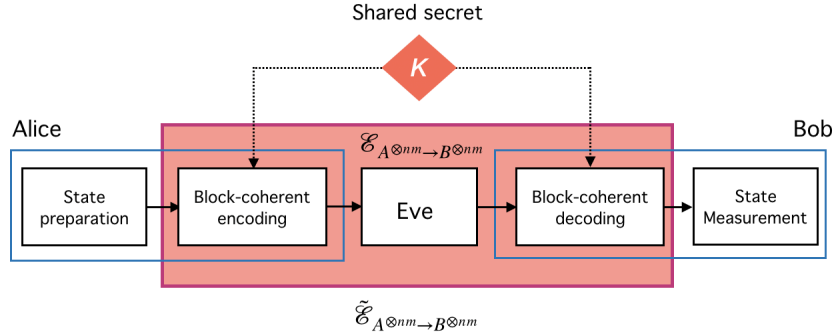 Shared secret
K
Alice
Bob
ℰ_{A^{⊗nm}→B^{⊗nm}}
State
preparation
Block-coherent
encoding
Eve
Block-coherent
decoding
State
Measurement
ℰ̃_{A^{⊗nm}→B^{⊗nm}}